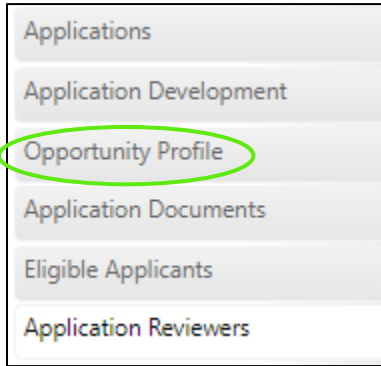 Applications
Application Development
Opportunity Profile
Application Documents
Eligible Applicants
Application Reviewers